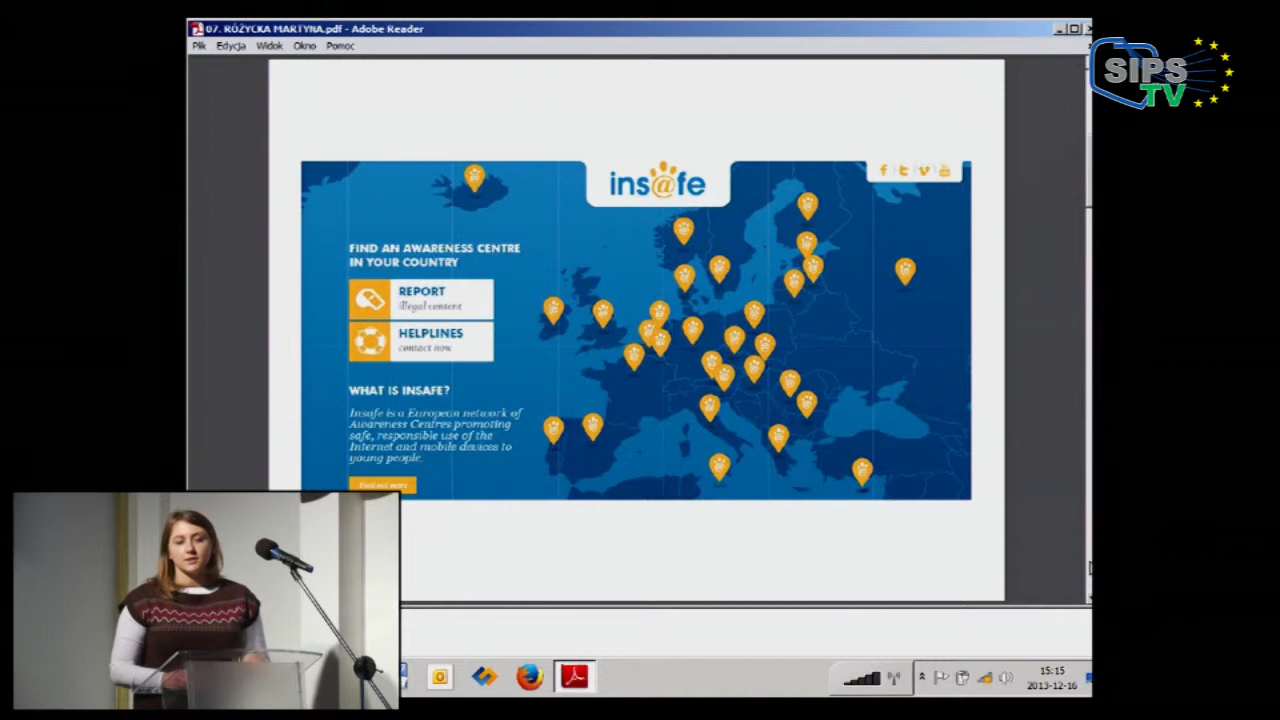 07. RÓŻYCKA MARTYNA.pdf - Adobe Reader
Plik Edycja Widok Okno Pomoc
SIPS
TV
ins@fe
FIND AN AWARENESS CENTRE
IN YOUR COUNTRY
REPORT
illegal content
HELPLINES
contact now
WHAT IS INSAFE?
Insafe is a European network of
Awareness Centres promoting
safe, responsible use of the
Internet and mobile devices to
young people.
Find out more
15:15
2013-12-16